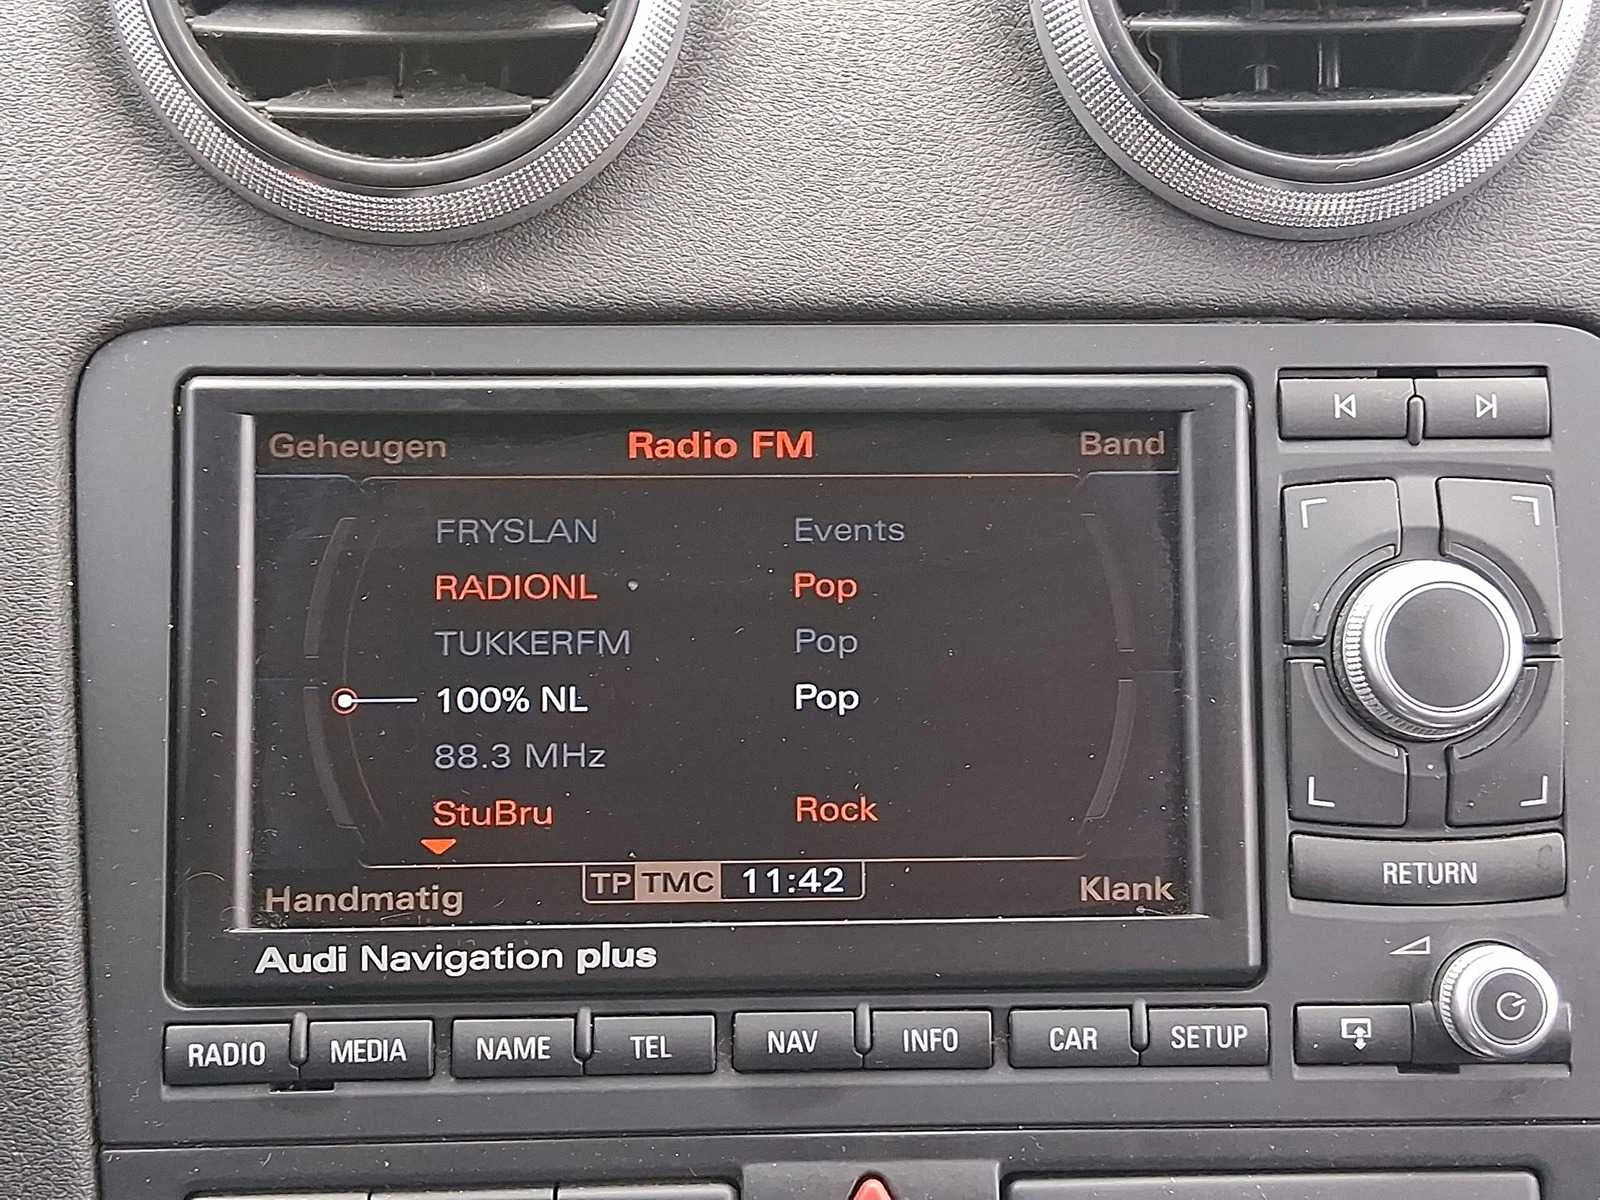 Geheugen Radio FM Band
FRYSLAN Events
RADIONL Pop
TUKKERFM Pop
100% NL Pop
88.3 MHz
StuBru Rock
Handmatig TP TMC 11:42 Klank
RETURN
Audi Navigation plus
RADIO MEDIA NAME TEL NAV INFO CAR SETUP